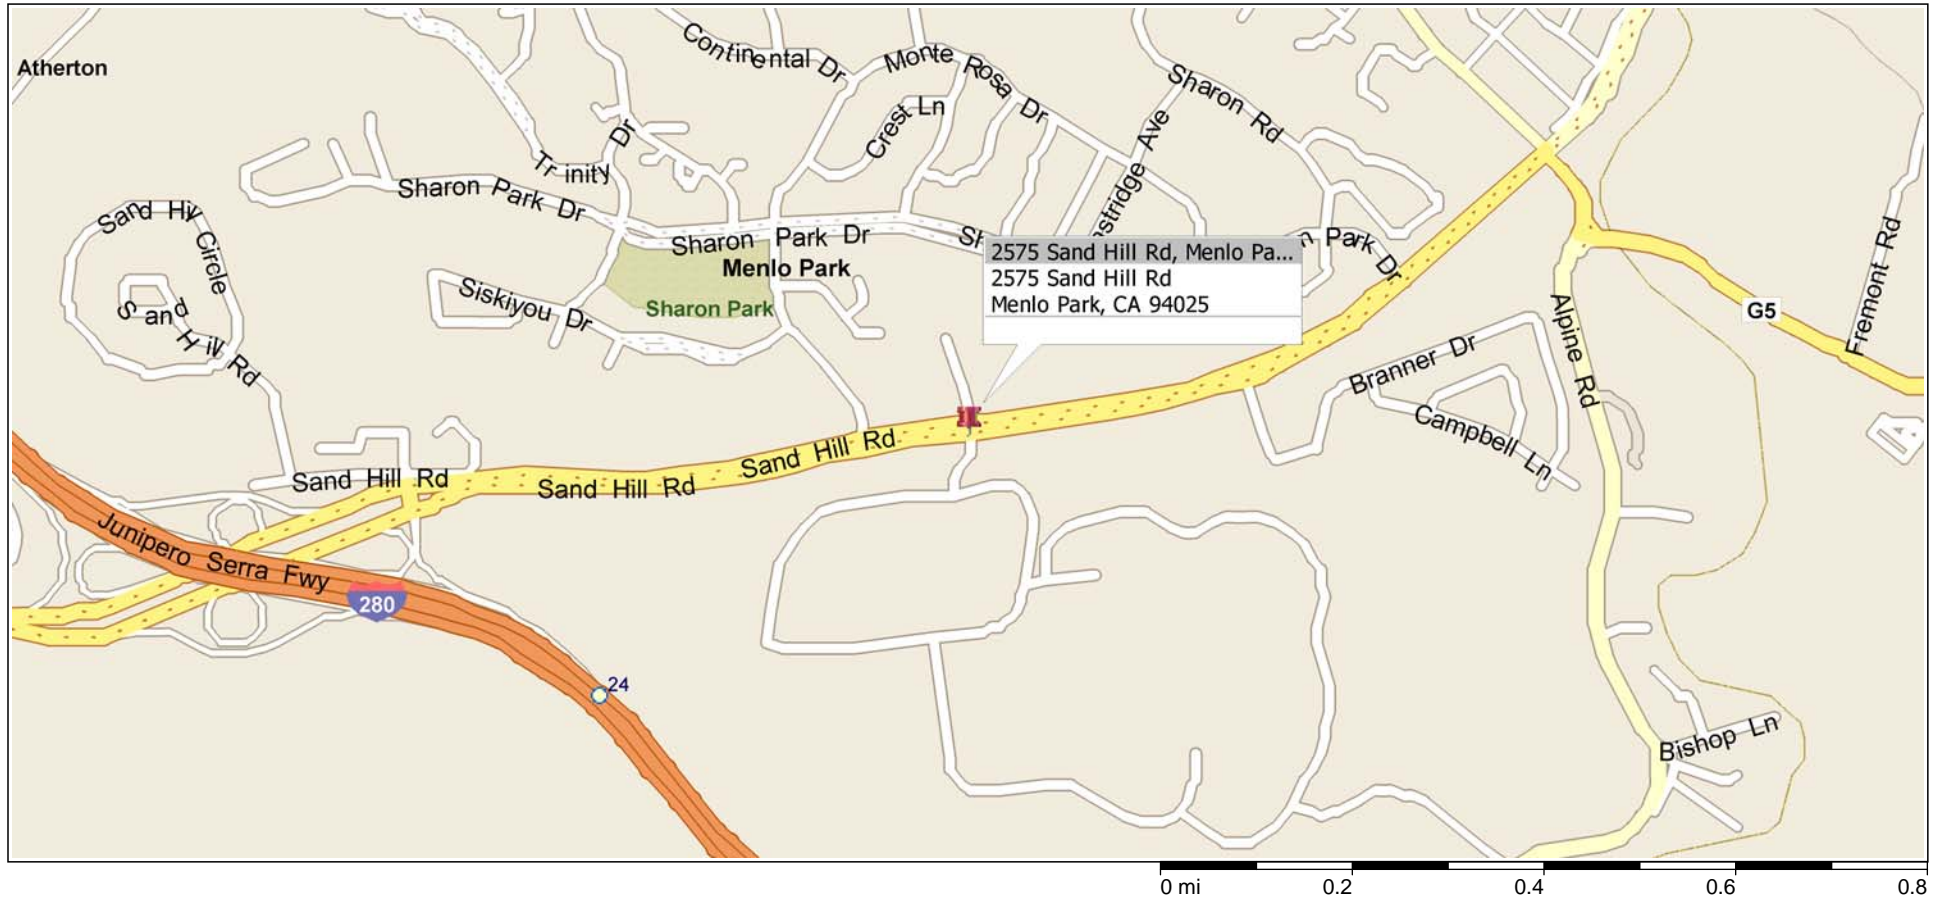 Atherton
Continental Dr
Monte Rosa Dr
Crest Ln
Sharon Rd
Trinity Dr
Sharon Park Dr
Sand Hill Circle
Sand Hill Rd
Sharon Park Dr
Menlo Park
Sharon Park
Siskiyou Dr
Sh
astridge Ave
n Park Dr
2575 Sand Hill Rd, Menlo Pa...
2575 Sand Hill Rd
Menlo Park, CA 94025
G5
Fremont Rd
Alpine Rd
Branner Dr
Campbell Ln
Sand Hill Rd
Sand Hill Rd
Sand Hill Rd
Junipero Serra Fwy
280
24
Bishop Ln
0 mi 0.2 0.4 0.6 0.8